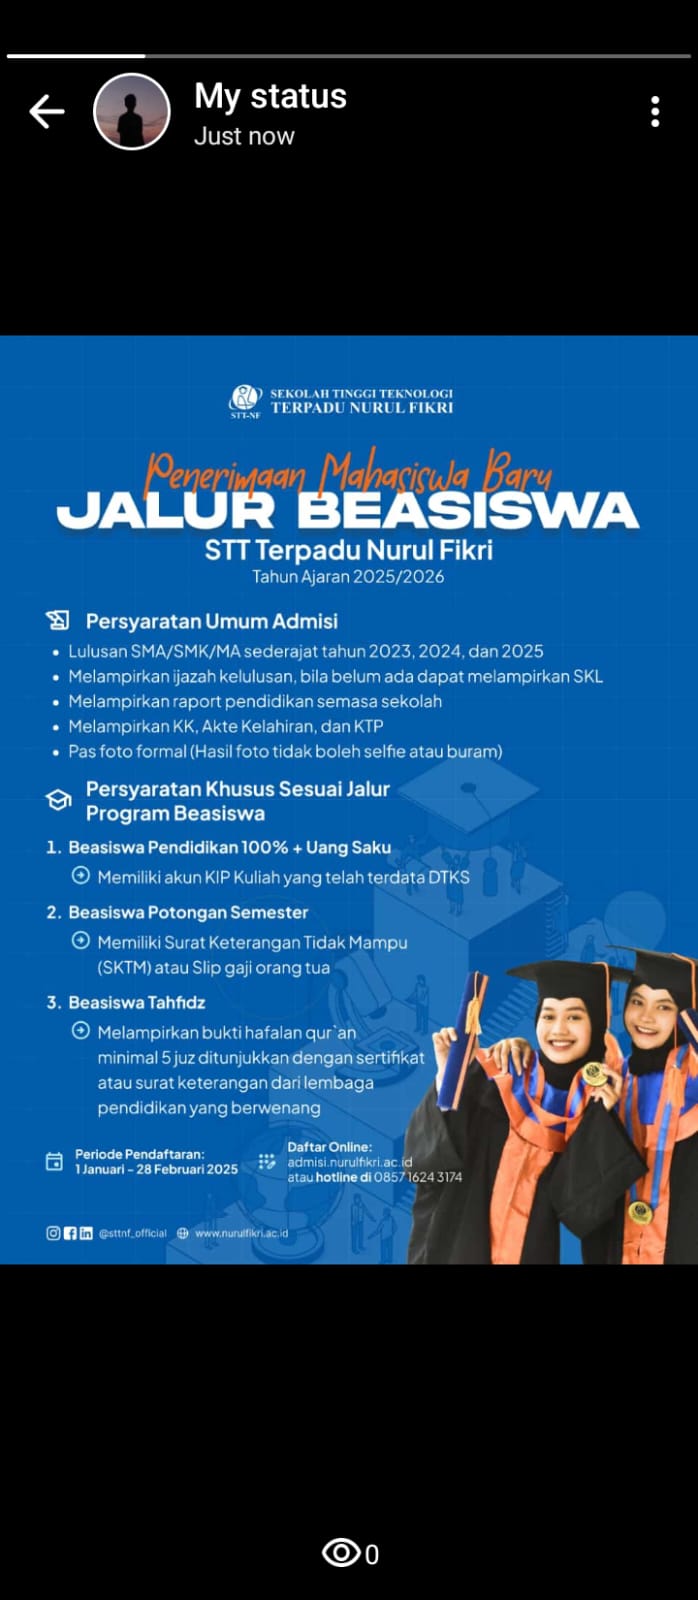 My status
Just now
STT-NF
SEKOLAH TINGGI TEKNOLOGI
TERPADU NURUL FIKRI
Penerimaan Mahasiswa Baru
JALUR BEASISWA
STT Terpadu Nurul Fikri
Tahun Ajaran 2025/2026
Persyaratan Umum Admisi
• Lulusan SMA/SMK/MA sederajat tahun 2023, 2024, dan 2025
• Melampirkan ijazah kelulusan, bila belum ada dapat melampirkan SKL
• Melampirkan raport pendidikan semasa sekolah
• Melampirkan KK, Akte Kelahiran, dan KTP
• Pas foto formal (Hasil foto tidak boleh selfie atau buram)
Persyaratan Khusus Sesuai Jalur
Program Beasiswa
1. Beasiswa Pendidikan 100% + Uang Saku
Memiliki akun KIP Kuliah yang telah terdata DTKS
2. Beasiswa Potongan Semester
Memiliki Surat Keterangan Tidak Mampu
(SKTM) atau Slip gaji orang tua
3. Beasiswa Tahfidz
Melampirkan bukti hafalan qur`an
minimal 5 juz ditunjukkan dengan sertifikat
atau surat keterangan dari lembaga
pendidikan yang berwenang
Periode Pendaftaran:
1 Januari – 28 Februari 2025
Daftar Online:
admisi.nurulfikri.ac.id
atau hotline di 0857 1624 3174
@sttnf_official
www.nurulfikri.ac.id
0